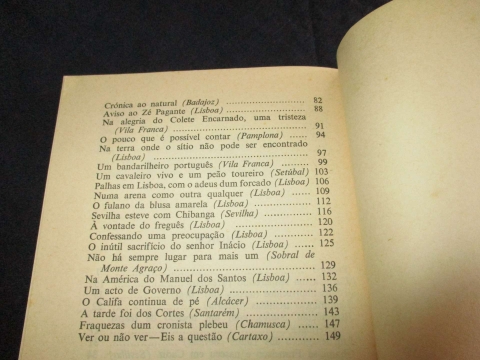 Crónica ao natural (Badajoz) ........................ 82
Aviso ao Zé Pagante (Lisboa) ........................ 88
Na alegria do Colete Encarnado, uma tristeza
(Vila Franca) ........................................ 91
O pouco que é possível contar (Pamplona) ...... 94
Na terra onde o sítio não pode ser encontrado
(Lisboa) ............................................. 97
Um bandarilheiro português (Vila Franca) ......... 99
Um cavaleiro vivo e um peão toureiro (Setúbal) 103
Palhas em Lisboa, com o adeus dum forcado (Lisboa) 106
Numa arena como outra qualquer (Lisboa) ......... 109
O fulano da blusa amarela (Lisboa) ............... 112
Sevilha esteve com Chibanga (Sevilha) ............ 116
À vontade do freguês (Lisboa) ..................... 120
Confessando uma preocupação (Lisboa) ............ 122
O inútil sacrifício do senhor Inácio (Lisboa) ...... 125
Não há sempre lugar para mais um (Sobral de
Monte Agraço) .................................... 129
Na América do Manuel dos Santos (Lisboa) ...... 132
Um acto de Governo (Lisboa) ..................... 136
O Califa continua de pé (Alcácer) ............... 139
A tarde foi dos Cortes (Santarém) ............... 143
Fraquezas dum cronista plebeu (Chamusca) ...... 147
Ver ou não ver—Eis a questão (Cartaxo) ......... 149